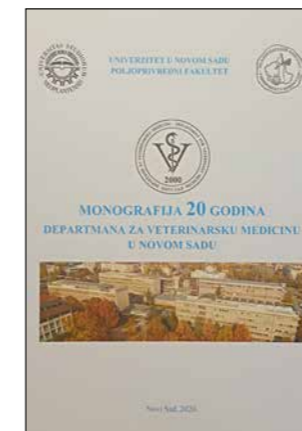 UNIVERZITET U NOVOM SADU
POLJOPRIVREDNI FAKULTET
2000
MONOGRAFIJA 20 GODINA
DEPARTMANA ZA VETERINARSKU MEDICINU
U NOVOM SADU
Novi Sad, 2020.